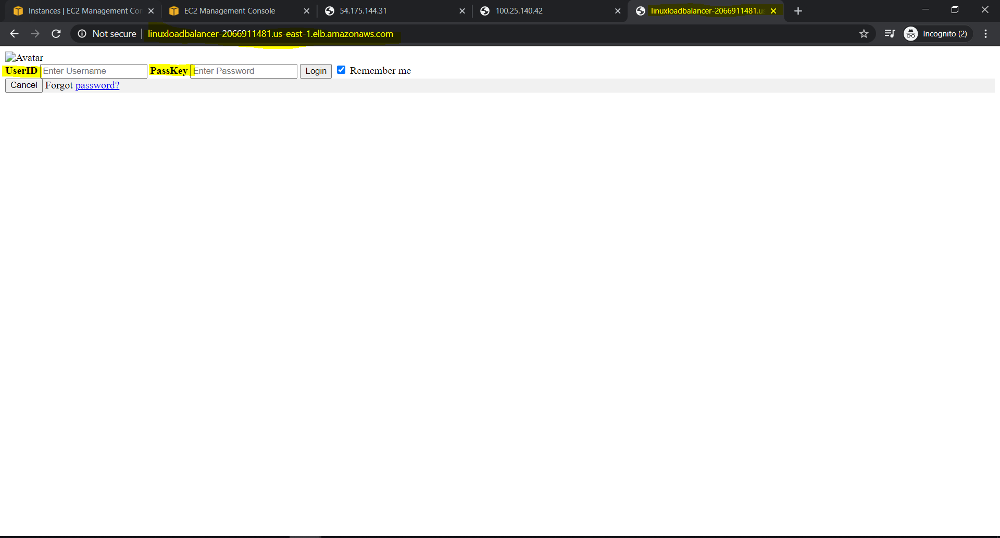 Instances | EC2 Management Con
EC2 Management Console
54.175.144.31
100.25.140.42
linuxloadbalancer-2066911481.us
Not secure
linuxloadbalancer-2066911481.us-east-1.elb.amazonaws.com
Incognito (2)
Avatar
UserID Enter Username PassKey Enter Password Login Remember me
Cancel Forgot password?